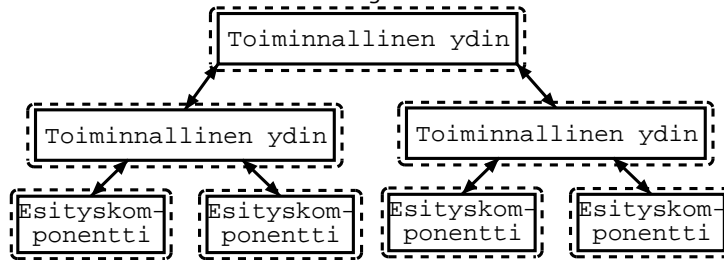 Toiminnallinen ydin
Toiminnallinen ydin
Toiminnallinen ydin
Esityskom-
ponentti
Esityskom-
ponentti
Esityskom-
ponentti
Esityskom-
ponentti